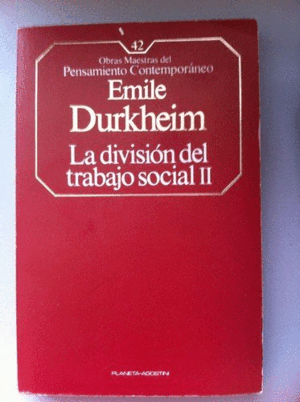 42
Obras Maestras del
Pensamiento Contemporáneo
Emile
Durkheim
La división del
trabajo social II
PLANETA-AGOSTINI